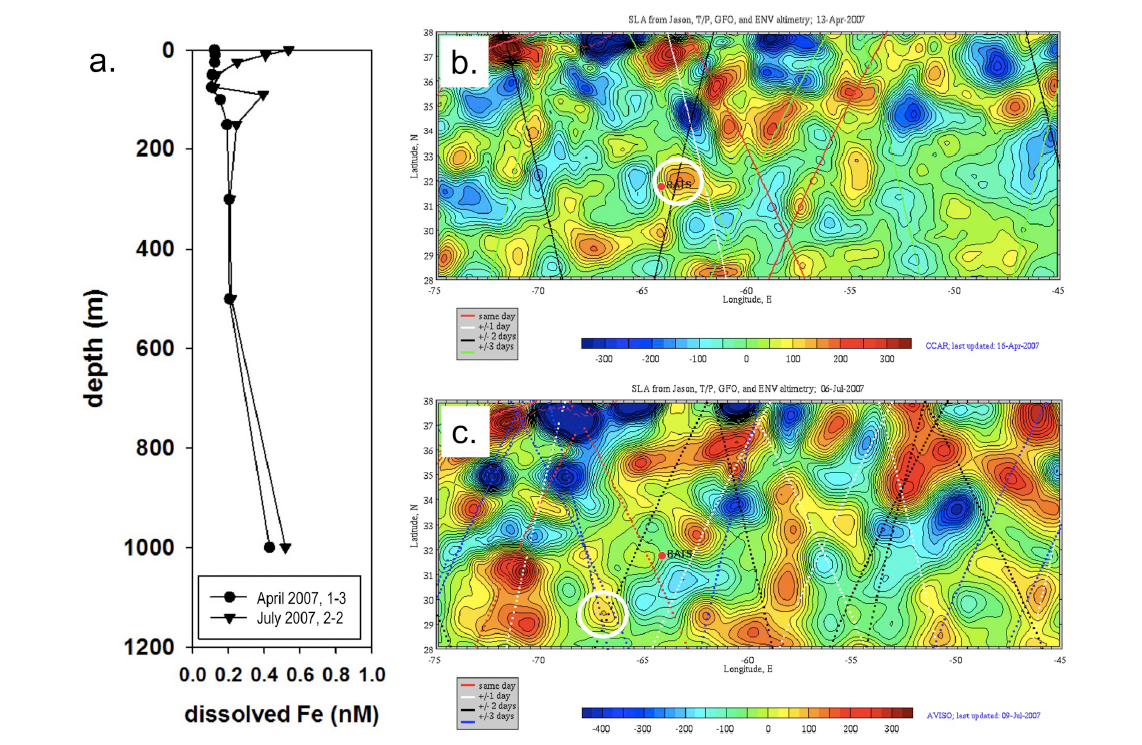 a.
0
200
400
600
800
1000
1200
depth (m)
0.0 0.2 0.4 0.6 0.8 1.0
dissolved Fe (nM)
April 2007, 1-3
July 2007, 2-2
SLA from Jason, T/P, GFO, and ENV altimetry; 13-Apr-2007
b.
38
37
36
35
34
33
32
31
30
29
28
Latitude, N
BATS
-75 -70 -65 -60 -55 -50 -45
Longitude, E
same day
+/-1 day
+/- 2 days
+/-3 days
-300 -200 -100 0 100 200 300
CCAR; last updated: 16-Apr-2007
SLA from Jason, T/P, GFO, and ENV altimetry; 06-Jul-2007
c.
38
37
36
35
34
33
32
31
30
29
28
Latitude, N
BATS
-75 -70 -65 -60 -55 -50 -45
Longitude, E
same day
+/-1 day
+/- 2 days
+/-3 days
-400 -300 -200 -100 0 100 200 300
AVISO; last updated: 09-Jul-2007